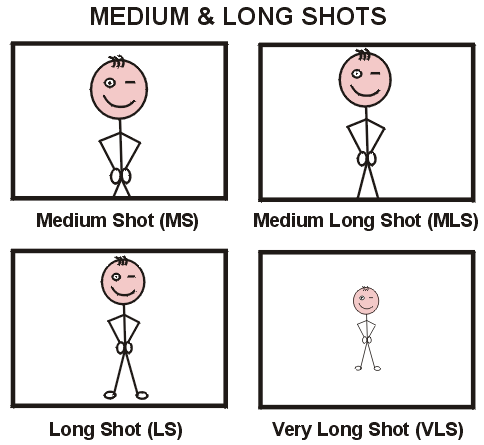 MEDIUM & LONG SHOTS
Medium Shot (MS)
Medium Long Shot (MLS)
Long Shot (LS)
Very Long Shot (VLS)